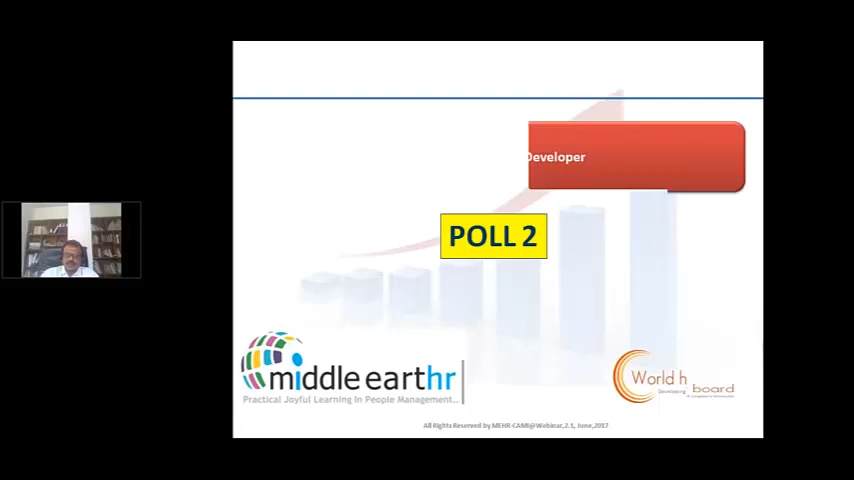 Developer
POLL 2
middle earthr
Practical Joyful Learning In People Management...
World h
board
Developing
All Rights Reserved by MEHR-CAMI@Webinar,2.1, June,2017